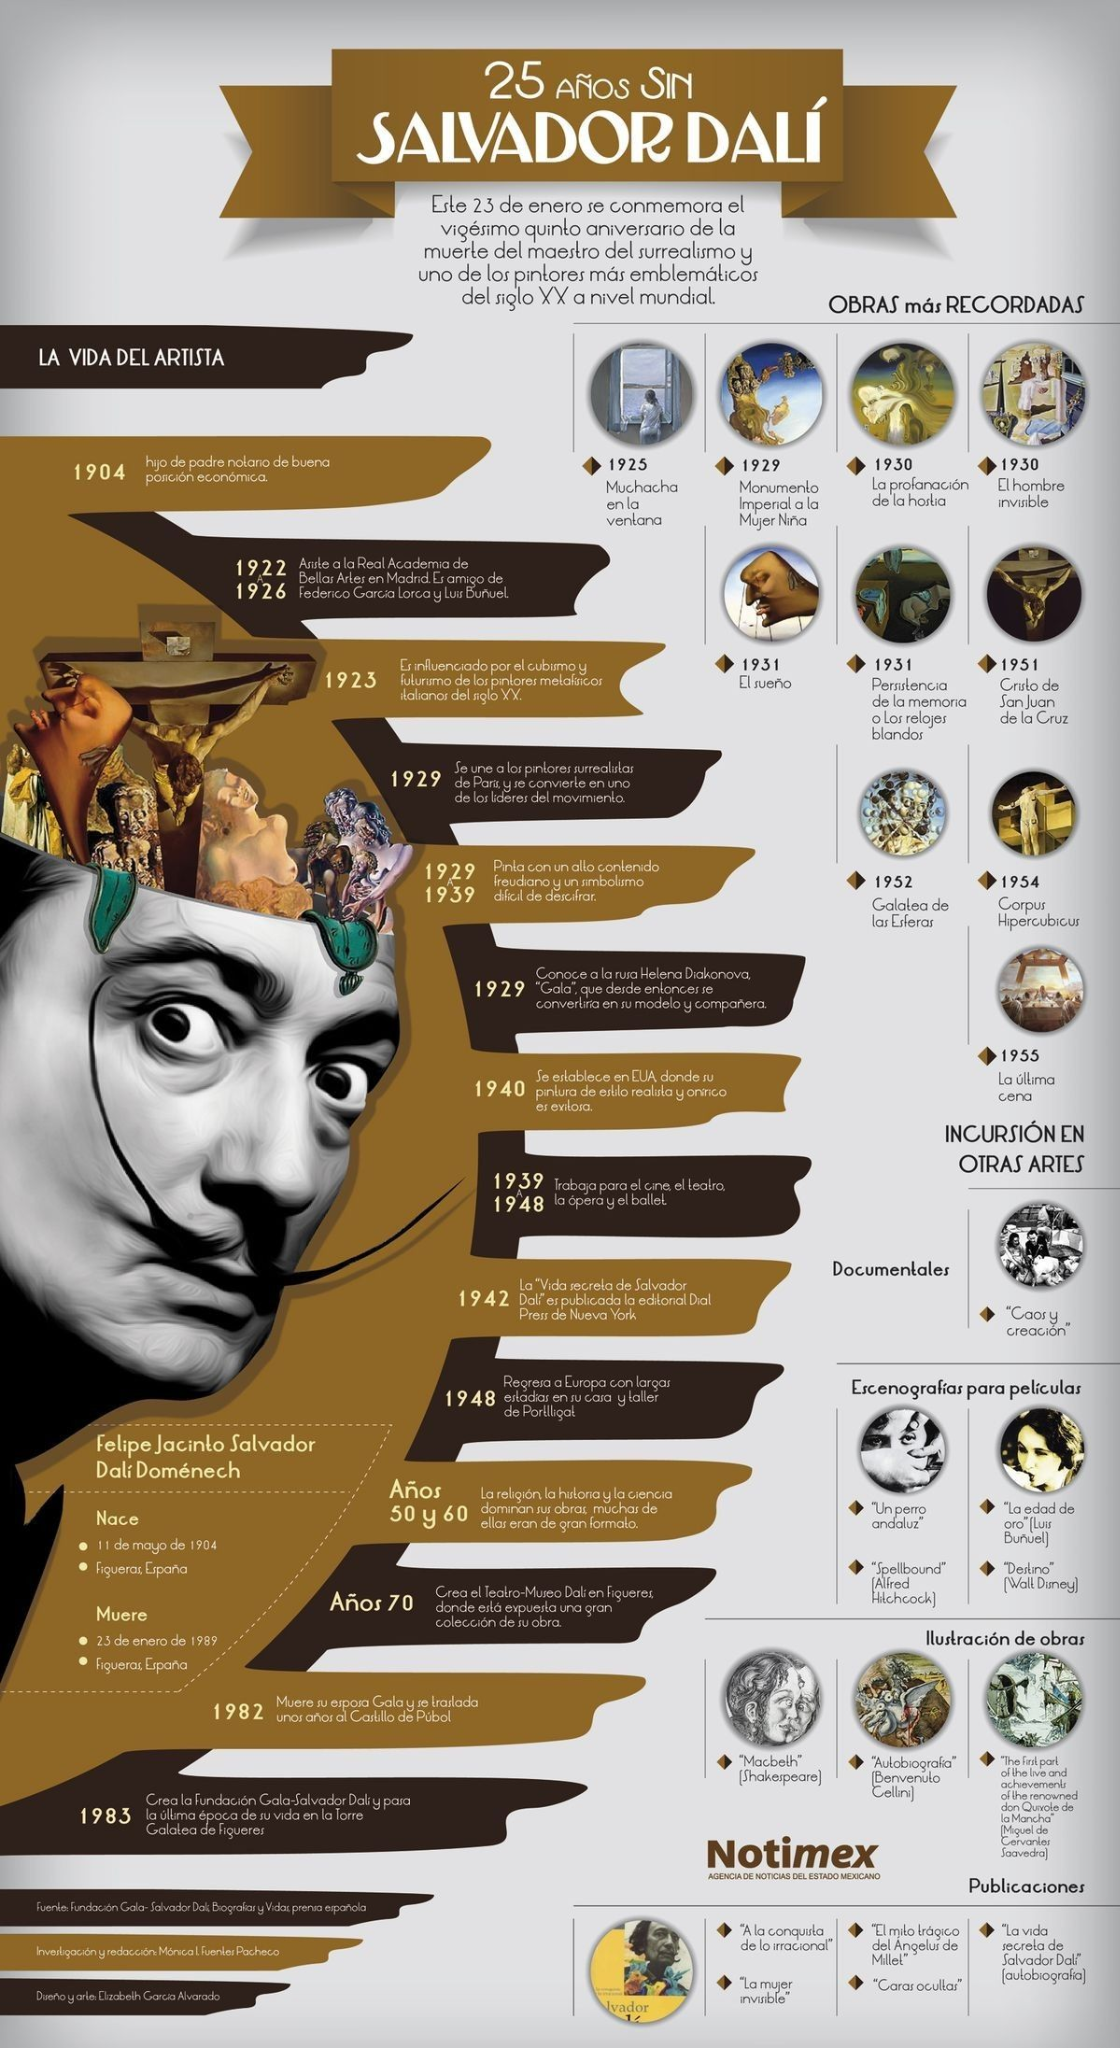 25 AÑOS SIN
SALVADOR DALÍ
Este 23 de enero se conmemora el
vigésimo quinto aniversario de la
muerte del maestro del surrealismo y
uno de los pintores más emblemáticos
del siglo XX a nivel mundial.
LA VIDA DEL ARTISTA
1904
hijo de padre notario de buena
posición económica.
1922
A
1926
Asiste a la Real Academia de
Bellas Artes en Madrid. Es amigo de
Federico García Lorca y Luis Buñuel.
1923
Es influenciado por el cubismo y
futurismo de los pintores metafísicos
italianos del siglo XX.
1929
Se une a los pintores surrealistas
de París, y se convierte en uno
de los líderes del movimiento.
1929
A
1939
Pinta con un alto contenido
freudiano y un simbolismo
difícil de descifrar.
1929
Conoce a la rusa Helena Diakonova,
"Gala", que desde entonces se
convertiría en su modelo y compañera.
1940
Se establece en EUA, donde su
pintura de estilo realista y onírico
es exitosa.
1939
A
1948
Trabaja para el cine, el teatro,
la ópera y el ballet.
1942
La "Vida secreta de Salvador
Dalí" es publicada la editorial Dial
Press de Nueva York
1948
Regresa a Europa con largas
estadías en su casa y taller
de Portlligat
Años
50 y 60
La religión, la historia y la ciencia
dominan sus obras, muchas de
ellas eran de gran formato.
Años 70
Crea el Teatro-Museo Dalí en Figueres,
donde está expuesta una gran
colección de su obra.
1982
Muere su esposa Gala y se traslada
unos años al Castillo de Púbol
1983
Crea la Fundación Gala-Salvador Dalí y pasa
la última época de su vida en la Torre
Galatea de Figueres
Felipe Jacinto Salvador
Dalí Doménech
Nace
11 de mayo de 1904
Figueras, España
Muere
23 de enero de 1989
Figueras, España
Fuente: Fundación Gala- Salvador Dalí, Biografías y Vidas, prensa española
Investigación y redacción: Mónica I. Fuentes Pacheco
Diseño y arte: Elizabeth García Alvarado
OBRAS más RECORDADAS
1925
Muchacha
en la
ventana
1929
Monumento
Imperial a la
Mujer Niña
1930
La profanación
de la hostia
1930
El hombre
invisible
1931
El sueño
1931
Persistencia
de la memoria
o Los relojes
blandos
1951
Cristo de
San Juan
de la Cruz
1952
Galatea de
las Esferas
1954
Corpus
Hipercubicus
1955
La última
cena
INCURSIÓN EN
OTRAS ARTES
Documentales
"Caos y
creación"
Escenografías para películas
"Un perro
andaluz"
"La edad de
oro" (Luis
Buñuel)
"Spellbound"
(Alfred
Hitchcock)
"Destino"
(Walt Disney)
Ilustración de obras
"Macbeth"
(Shakespeare)
"Autobiografía"
(Benvenuto
Cellini)
"The First part
of the live and
achievements
of the renowned
don Quixote de
la Mancha"
(Miguel de
Cervantes
Saavedra)
Notimex
AGENCIA DE NOTICIAS DEL ESTADO MEXICANO
Publicaciones
lvador
"A la conquista
de lo irracional"
"La mujer
invisible"
"El mito trágico
del Ángelus de
Millet"
"Caras ocultas"
"La vida
secreta de
Salvador Dalí"
(autobiografía)